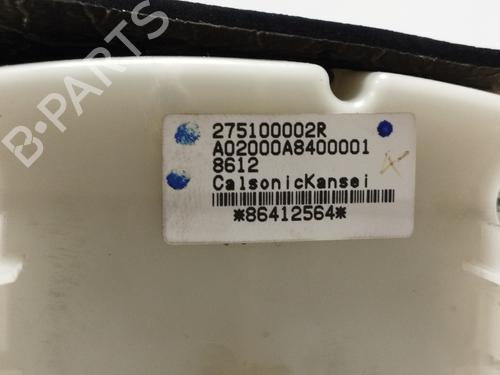 B-PARTS
275100002R
A02000A8400001
8612
CalsonicKansei
*86412564*